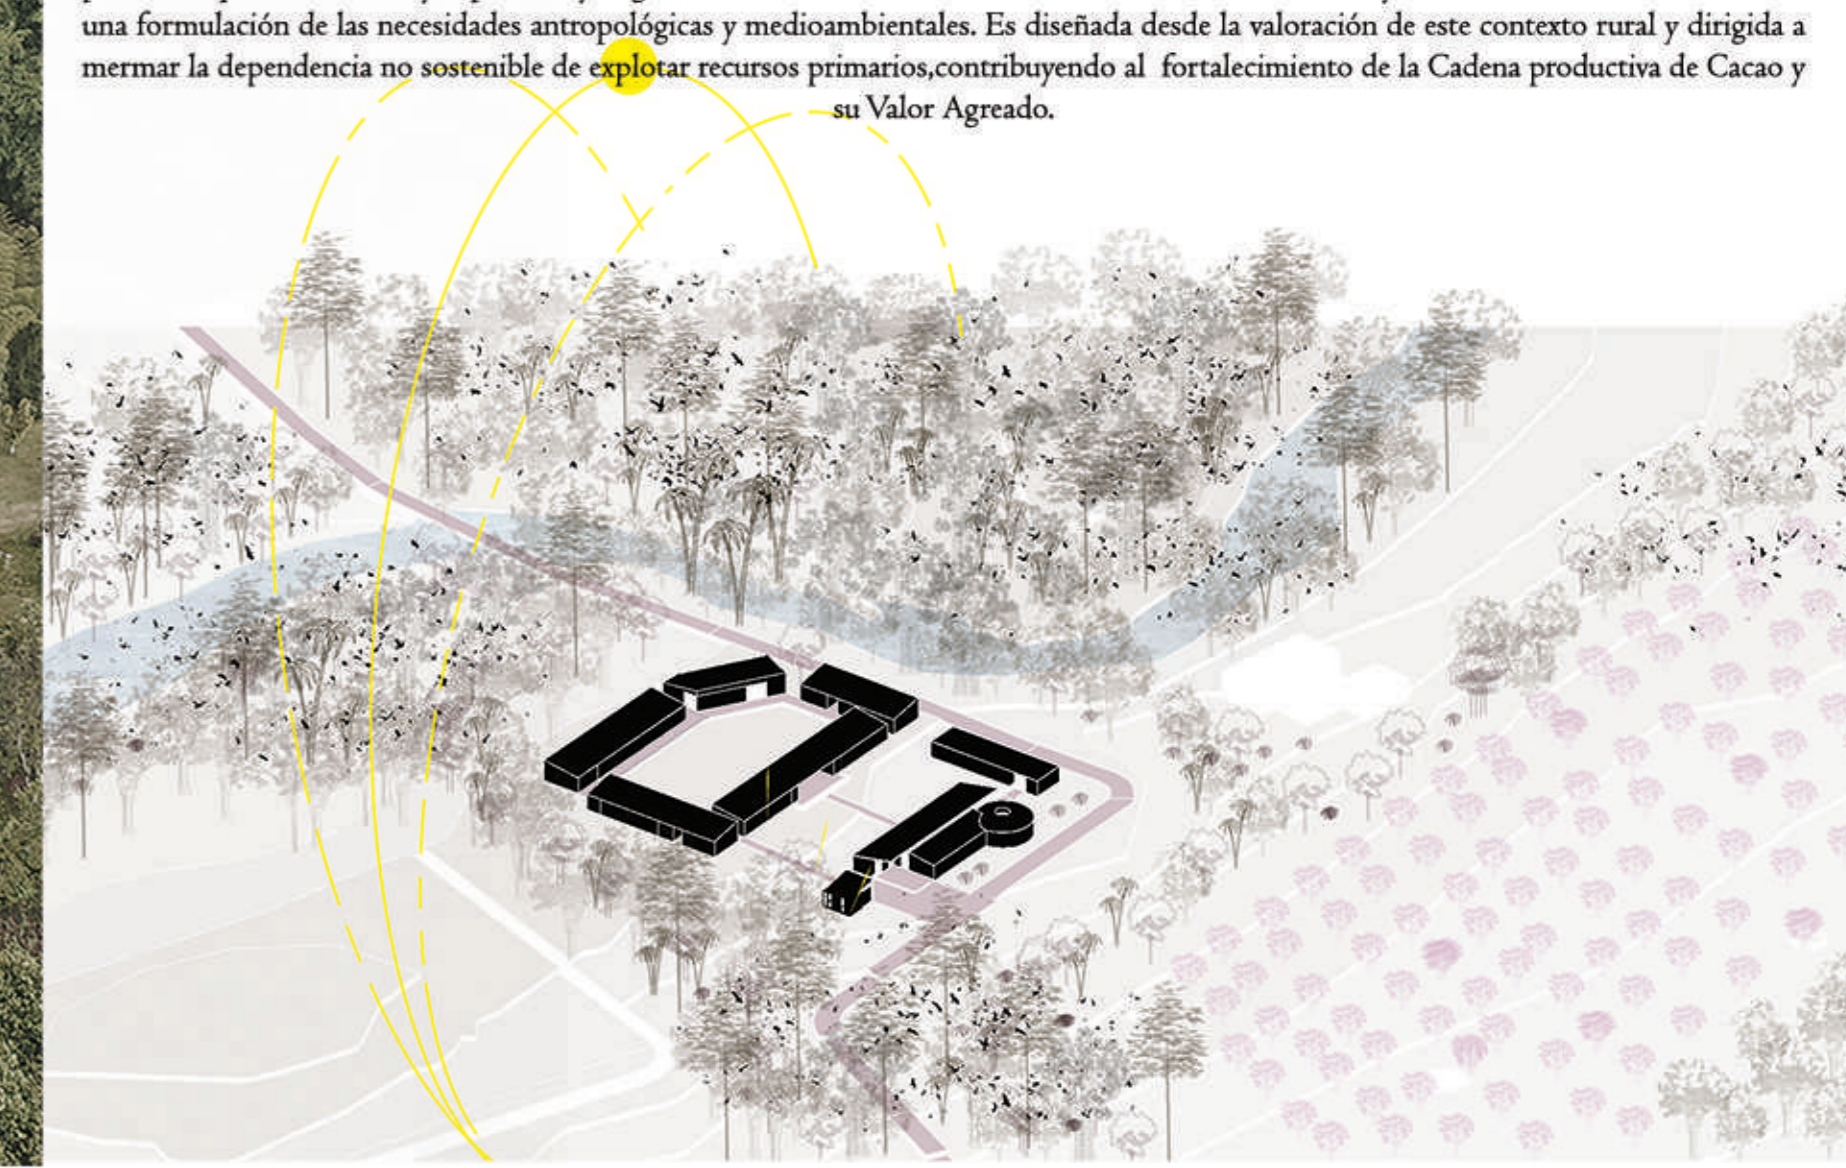 una formulación de las necesidades antropológicas y medioambientales. Es diseñada desde la valoración de este contexto rural y dirigida a
mermar la dependencia no sostenible de explotar recursos primarios,contribuyendo al fortalecimiento de la Cadena productiva de Cacao y
su Valor Agreado.